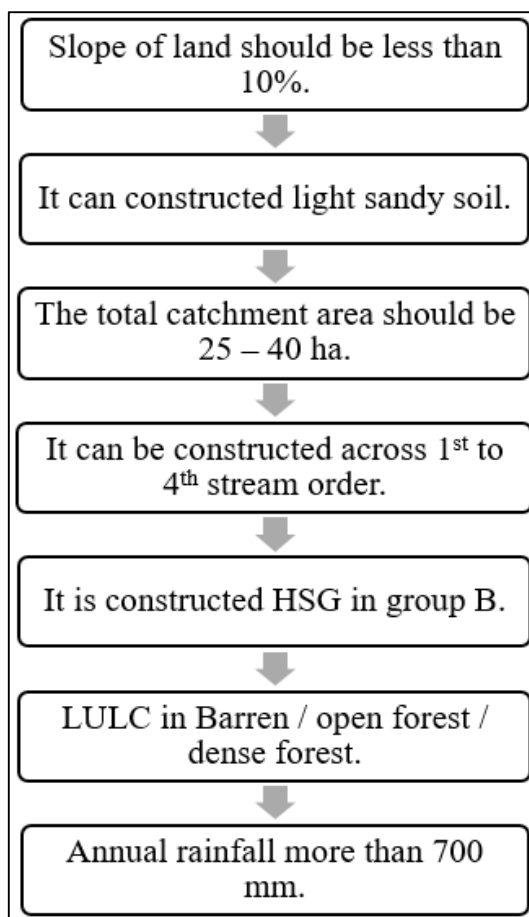 Slope of land should be less than
10%.
It can constructed light sandy soil.
The total catchment area should be
25 – 40 ha.
It can be constructed across 1st to
4th stream order.
It is constructed HSG in group B.
LULC in Barren / open forest /
dense forest.
Annual rainfall more than 700
mm.